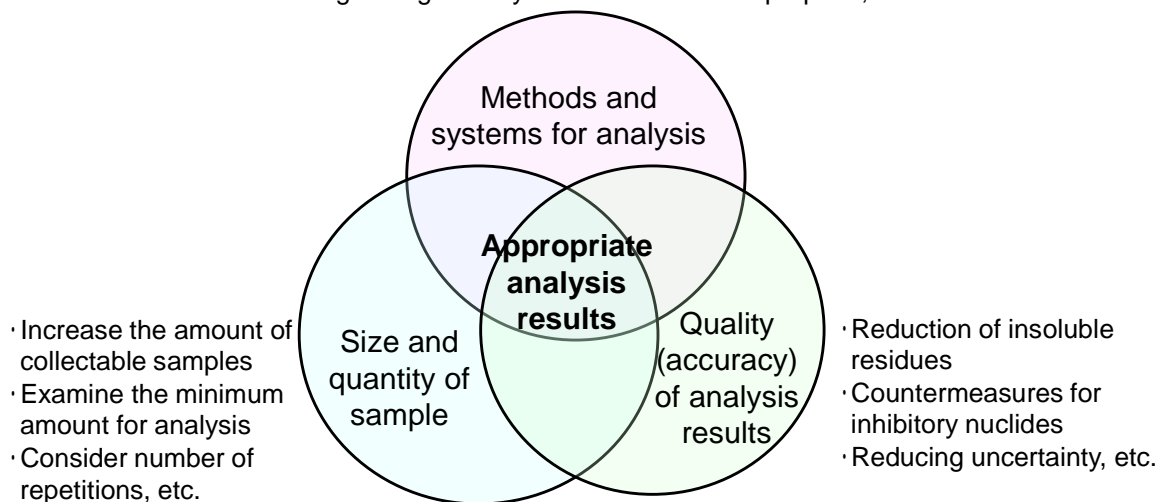 Methods and
systems for analysis
Appropriate
analysis
results
Size and
quantity of
sample
Quality
(accuracy)
of analysis
results
·Increase the amount of
collectable samples
·Examine the minimum
amount for analysis
·Consider number of
repetitions, etc.
·Reduction of insoluble
residues
·Countermeasures for
inhibitory nuclides
·Reducing uncertainty, etc.